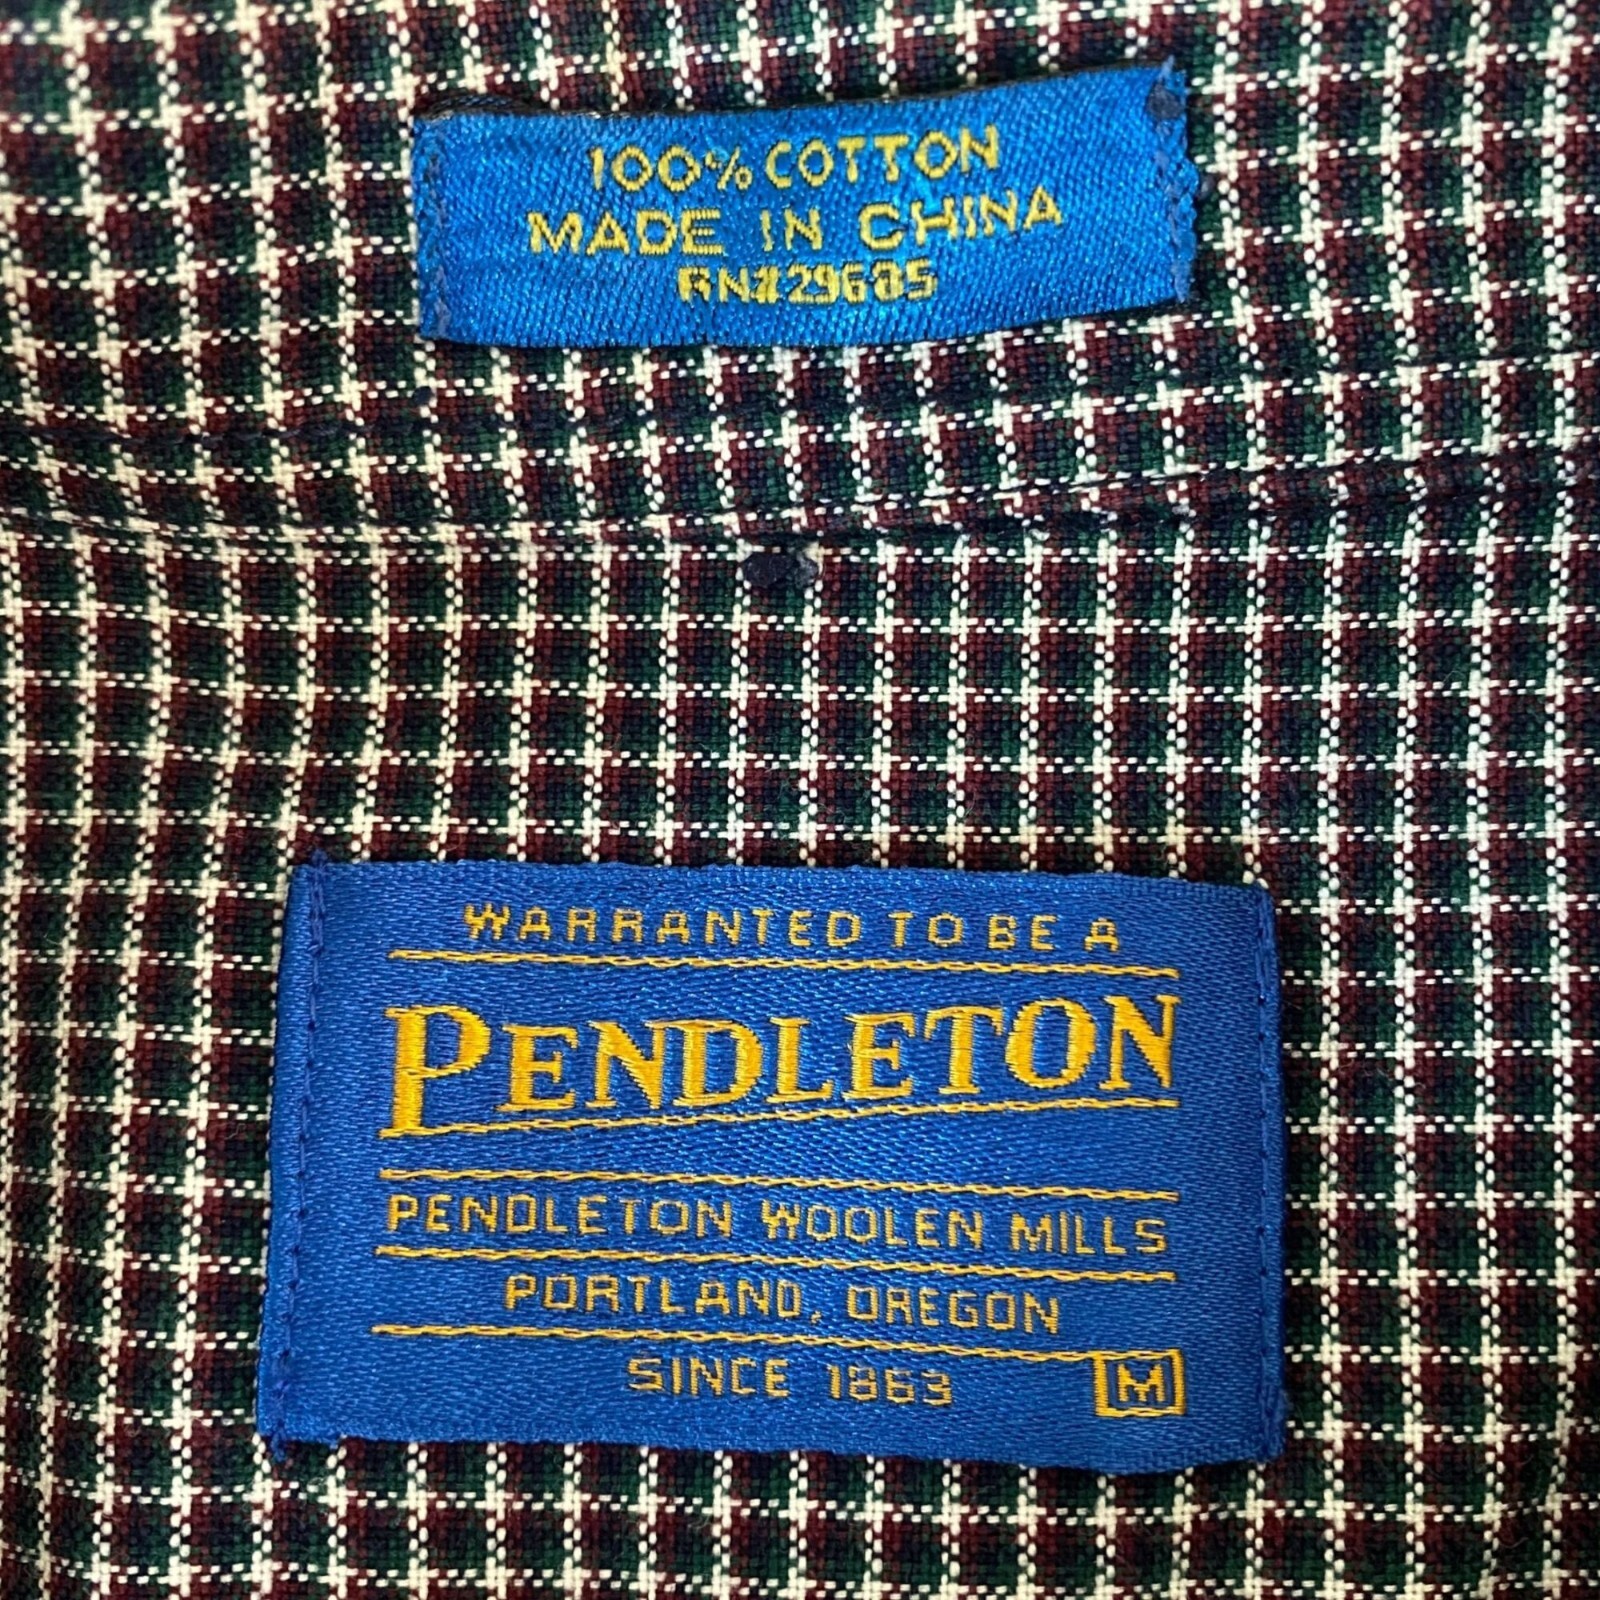 100% COTTON
MADE IN CHINA
RN#29685
WARRANTED TO BE A
PENDLETON
PENDLETON WOOLEN MILLS
PORTLAND, OREGON
SINCE 1863
M